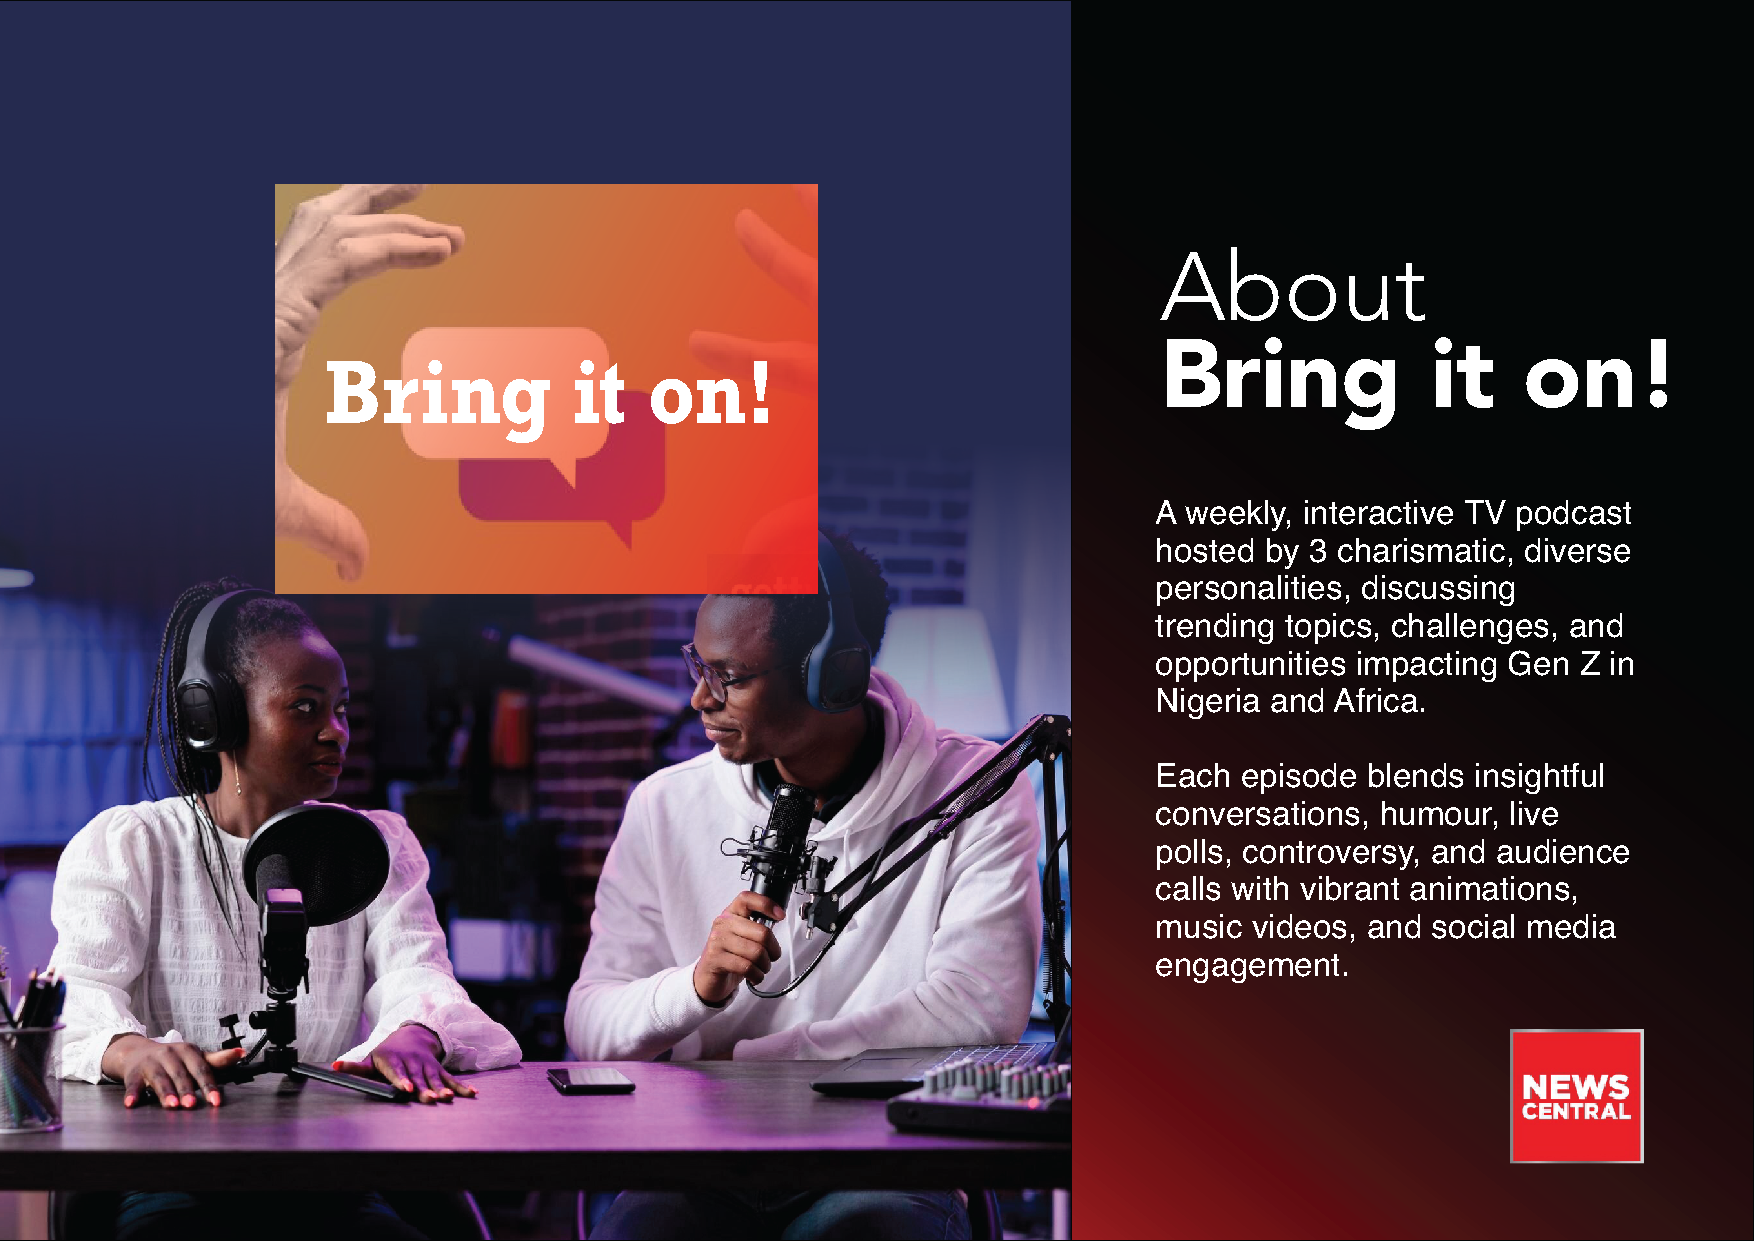 Bring it on!
About
Bring it on!
A weekly, interactive TV podcast
hosted by 3 charismatic, diverse
personalities, discussing
trending topics, challenges, and
opportunities impacting Gen Z in
Nigeria and Africa.
Each episode blends insightful
conversations, humour, live
polls, controversy, and audience
calls with vibrant animations,
music videos, and social media
engagement.
NEWS
CENTRAL